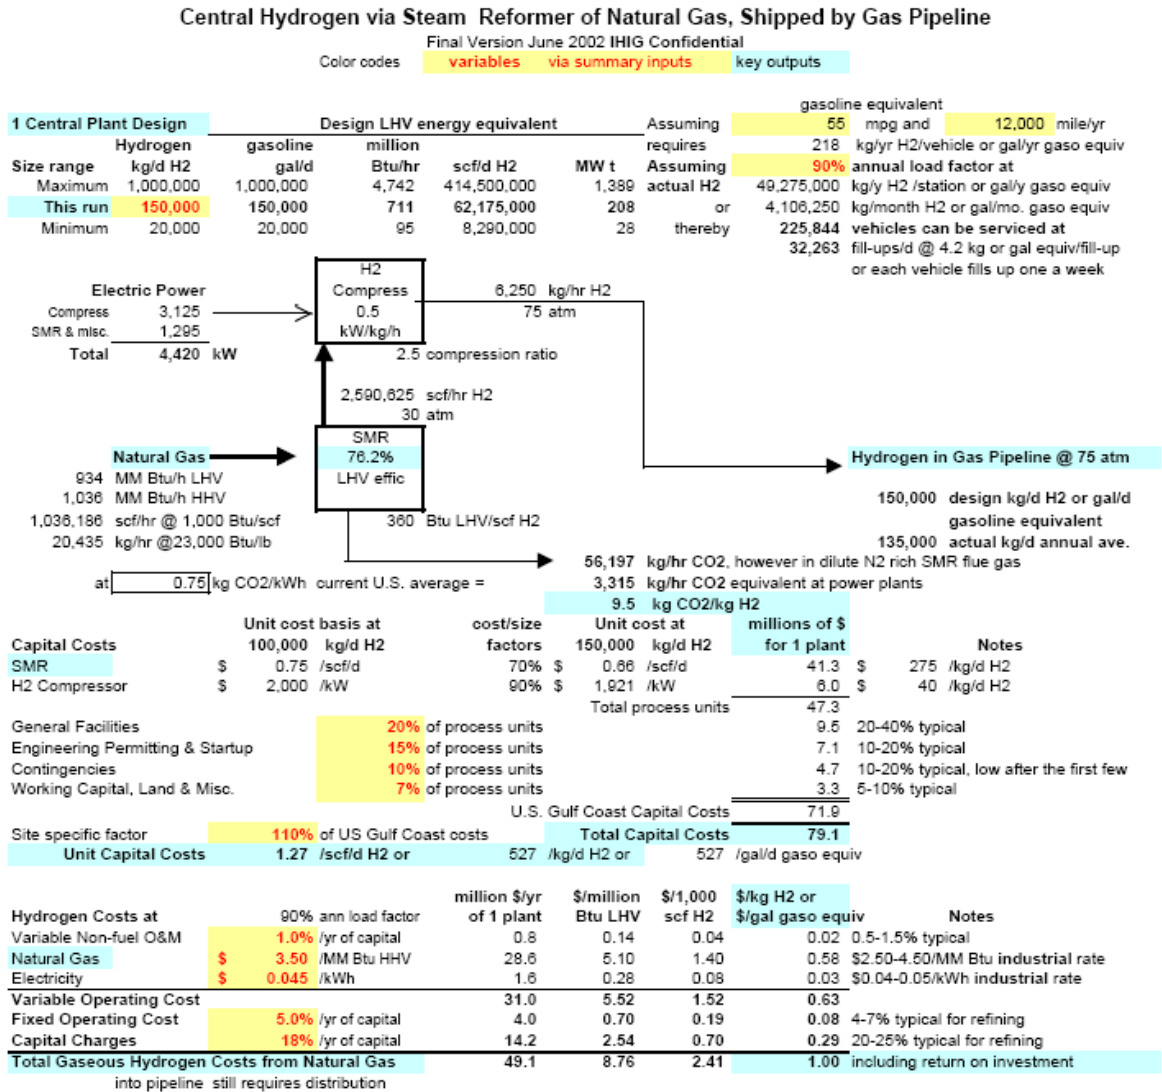 Central Hydrogen via Steam Reformer of Natural Gas, Shipped by Gas Pipeline
Final Version June 2002 IHIG Confidential
Color codes variables via summary inputs key outputs
gasoline equivalent
1 Central Plant Design Design LHV energy equivalent Assuming 55 mpg and 12,000 mile/yr
Hydrogen gasoline million requires 218 kg/yr H2/vehicle or gal/yr gaso equiv
Size range kg/d H2 gal/d Btu/hr scf/d H2 MW t Assuming 90% annual load factor at
Maximum 1,000,000 1,000,000 4,742 414,500,000 1,389 actual H2 49,275,000 kg/y H2 /station or gal/y gaso equiv
This run 150,000 150,000 711 62,175,000 208 or 4,106,250 kg/month H2 or gal/mo. gaso equiv
Minimum 20,000 20,000 95 8,290,000 28 thereby 225,844 vehicles can be serviced at
32,263 fill-ups/d @ 4.2 kg or gal equiv/fill-up
H2 or each vehicle fills up one a week
Electric Power Compress 6,250 kg/hr H2
Compress 3,125 0.5 75 atm
SMR & misc. 1,295 kW/kg/h
Total 4,420 kW 2.5 compression ratio
2,590,625 scf/hr H2
30 atm
SMR
Natural Gas 76.2% Hydrogen in Gas Pipeline @ 75 atm
934 MM Btu/h LHV LHV effic
1,036 MM Btu/h HHV 150,000 design kg/d H2 or gal/d
1,036,186 scf/hr @ 1,000 Btu/scf 360 Btu LHV/scf H2 gasoline equivalent
20,435 kg/hr @23,000 Btu/lb 135,000 actual kg/d annual ave.
56,197 kg/hr CO2, however in dilute N2 rich SMR flue gas
at 0.75 kg CO2/kWh current U.S. average = 3,315 kg/hr CO2 equivalent at power plants
9.5 kg CO2/kg H2
Unit cost basis at cost/size Unit cost at millions of $
Capital Costs 100,000 kg/d H2 factors 150,000 kg/d H2 for 1 plant Notes
SMR $ 0.75 /scf/d 70% $ 0.66 /scf/d 41.3 $ 275 /kg/d H2
H2 Compressor $ 2,000 /kW 90% $ 1,921 /kW 6.0 $ 40 /kg/d H2
Total process units 47.3
General Facilities 20% of process units 9.5 20-40% typical
Engineering Permitting & Startup 15% of process units 7.1 10-20% typical
Contingencies 10% of process units 4.7 10-20% typical, low after the first few
Working Capital, Land & Misc. 7% of process units 3.3 5-10% typical
U.S. Gulf Coast Capital Costs 71.9
Site specific factor 110% of US Gulf Coast costs Total Capital Costs 79.1
Unit Capital Costs 1.27 /scf/d H2 or 527 /kg/d H2 or 527 /gal/d gaso equiv
million $/yr $/million $/1,000 $/kg H2 or
Hydrogen Costs at 90% ann load factor of 1 plant Btu LHV scf H2 $/gal gaso equiv Notes
Variable Non-fuel O&M 1.0% /yr of capital 0.8 0.14 0.04 0.02 0.5-1.5% typical
Natural Gas $ 3.50 /MM Btu HHV 28.6 5.10 1.40 0.58 $2.50-4.50/MM Btu industrial rate
Electricity $ 0.045 /kWh 1.6 0.28 0.08 0.03 $0.04-0.05/kWh industrial rate
Variable Operating Cost 31.0 5.52 1.52 0.63
Fixed Operating Cost 5.0% /yr of capital 4.0 0.70 0.19 0.08 4-7% typical for refining
Capital Charges 18% /yr of capital 14.2 2.54 0.70 0.29 20-25% typical for refining
Total Gaseous Hydrogen Costs from Natural Gas 49.1 8.76 2.41 1.00 including return on investment
into pipeline still requires distribution